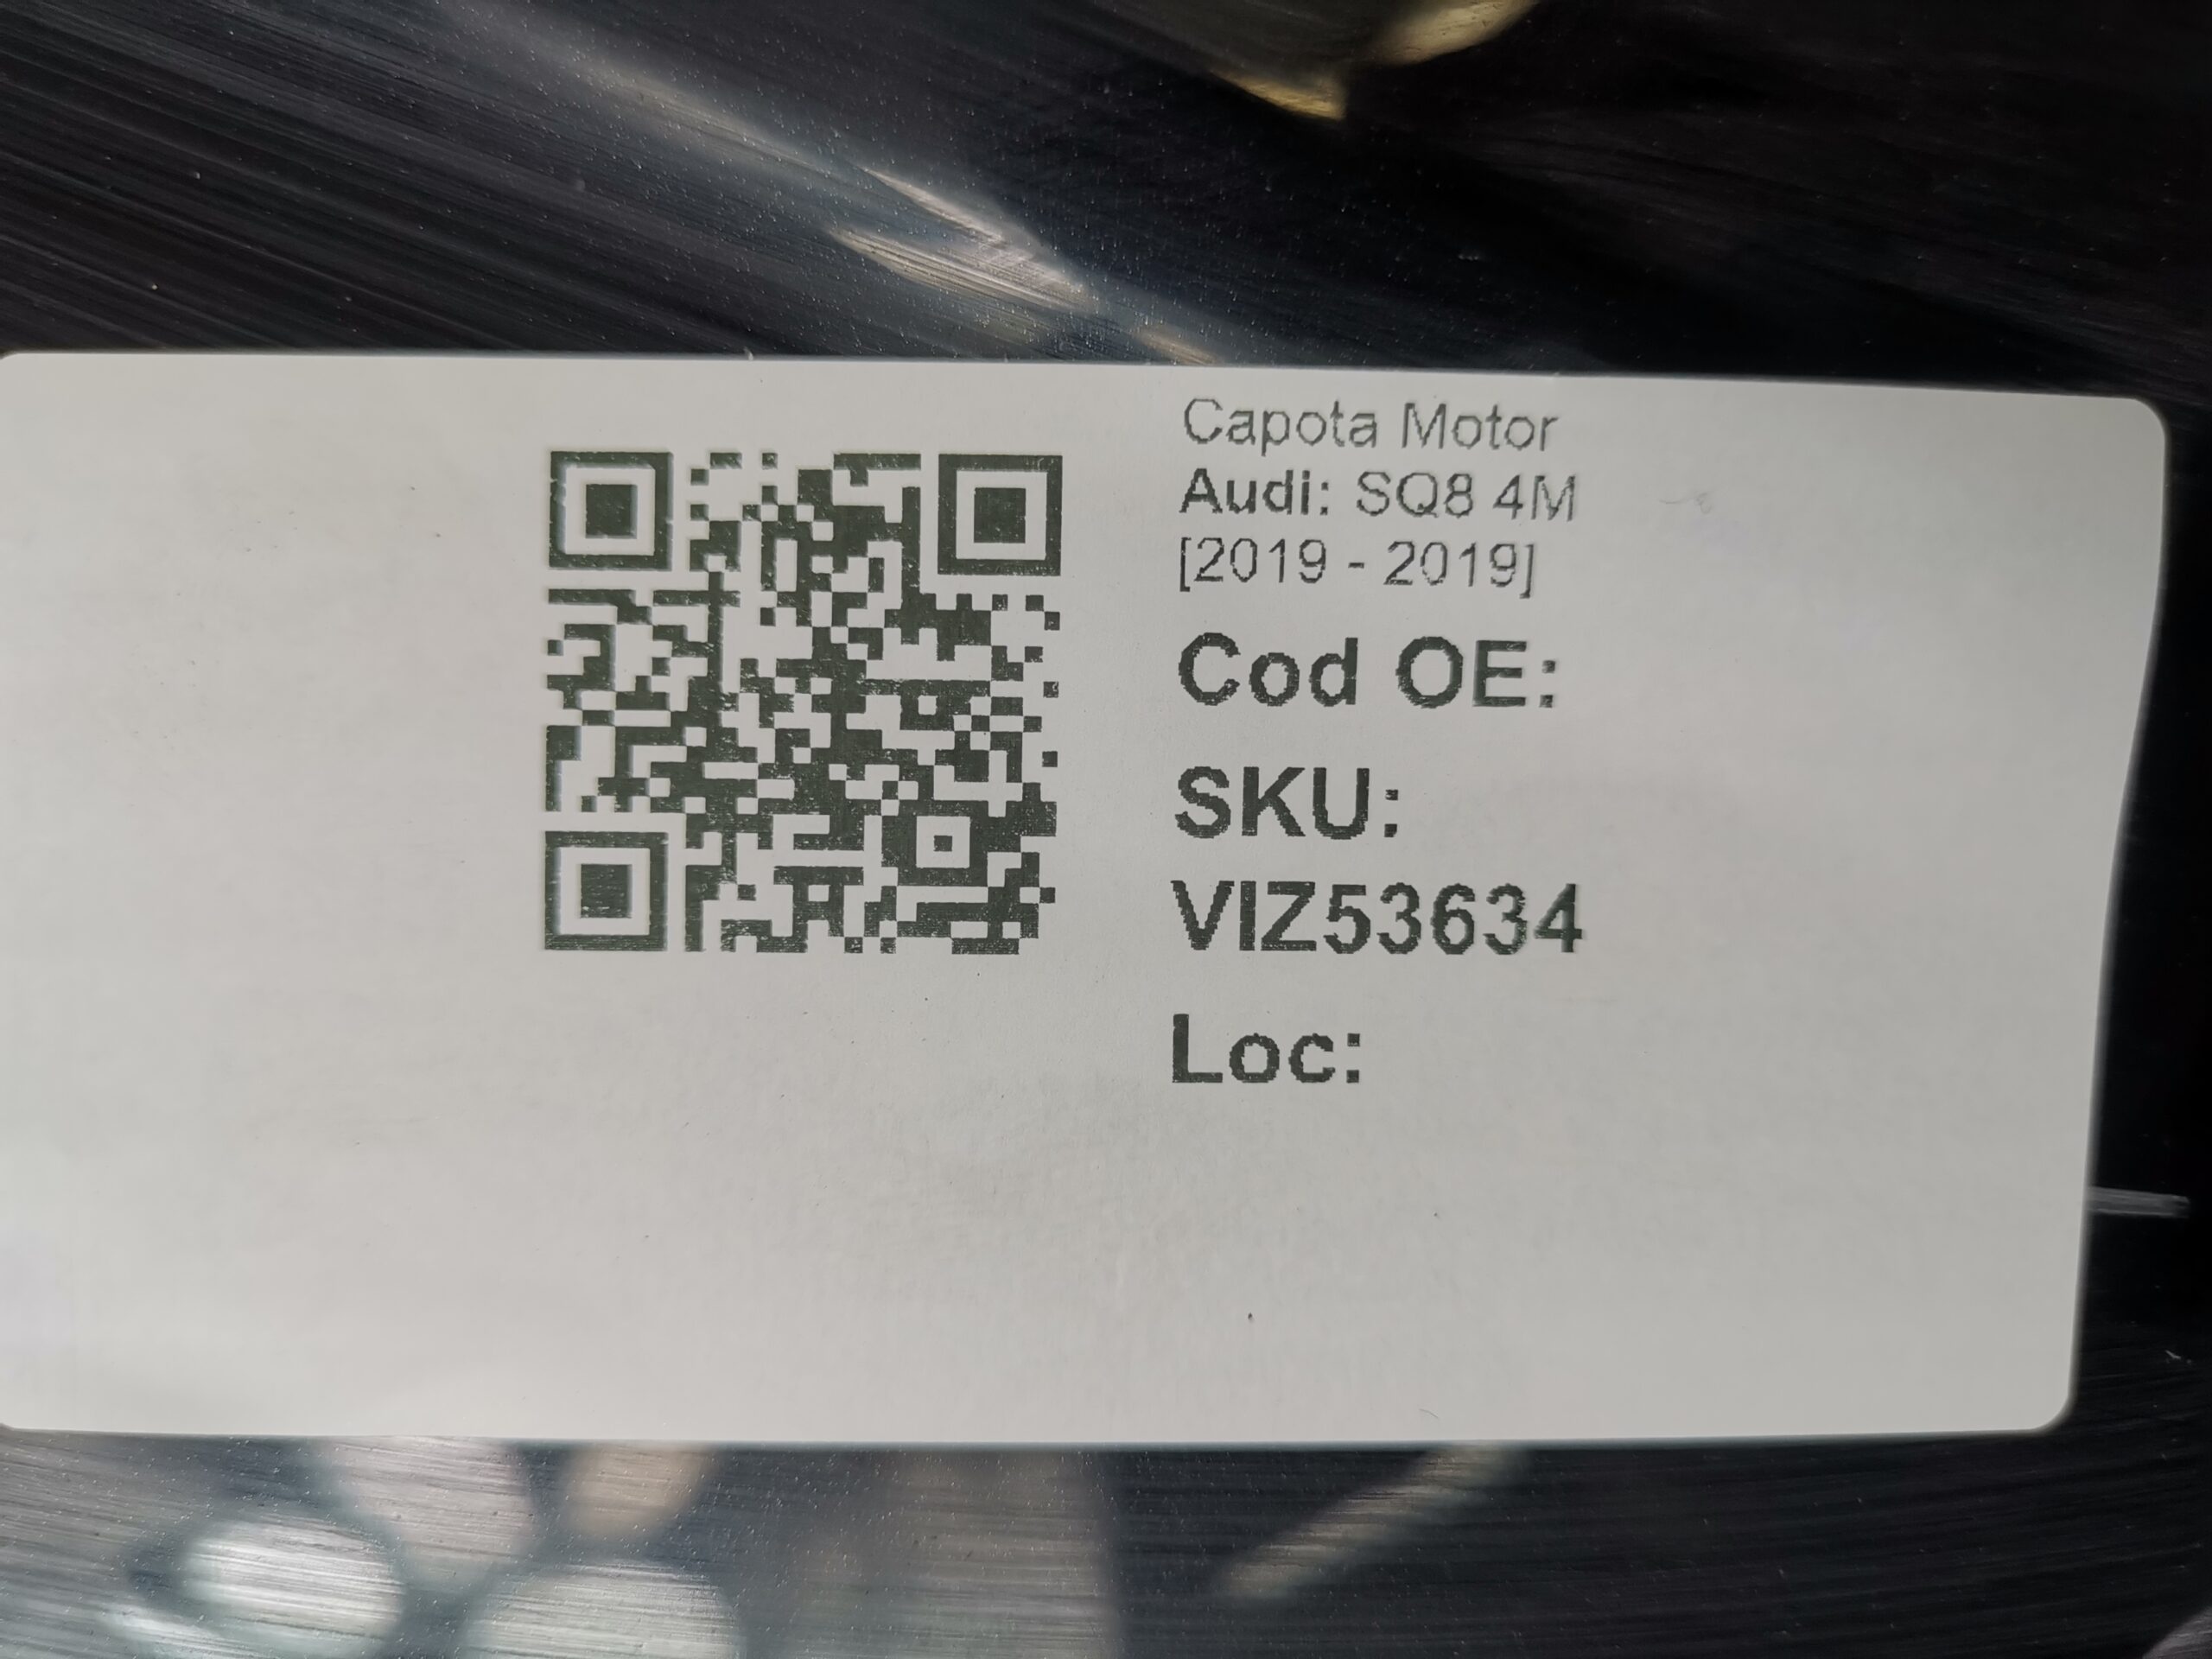 Capota Motor
Audi: SQ8 4M
[2019 - 2019]
Cod OE:
SKU:
VIZ53634
Loc: